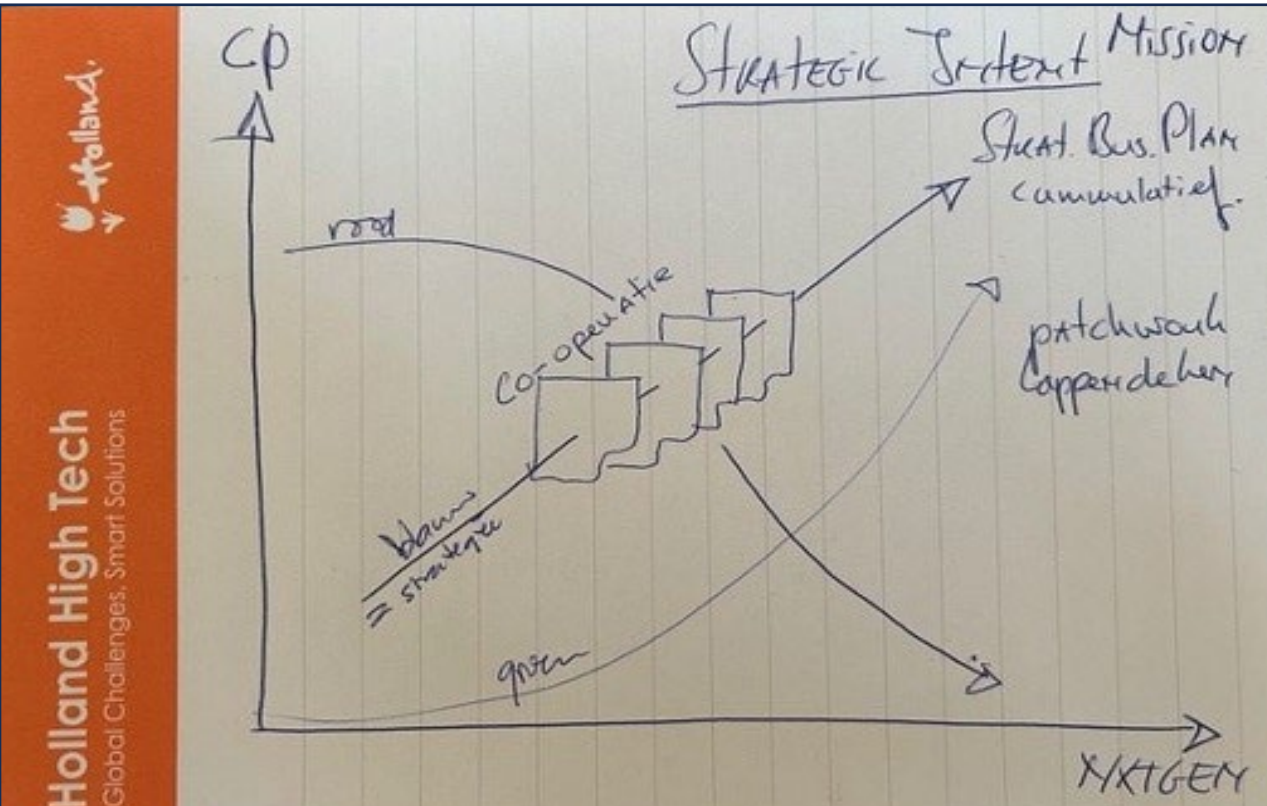 Holland.
Holland High Tech
Global Challenges, Smart Solutions
Cp
Strategic Intent Mission
Strat. Bus. Plan
cummulatief.
rood
co-operatie
patchwork
lappendeken
blauw
= strategie
groen
NXTGEN